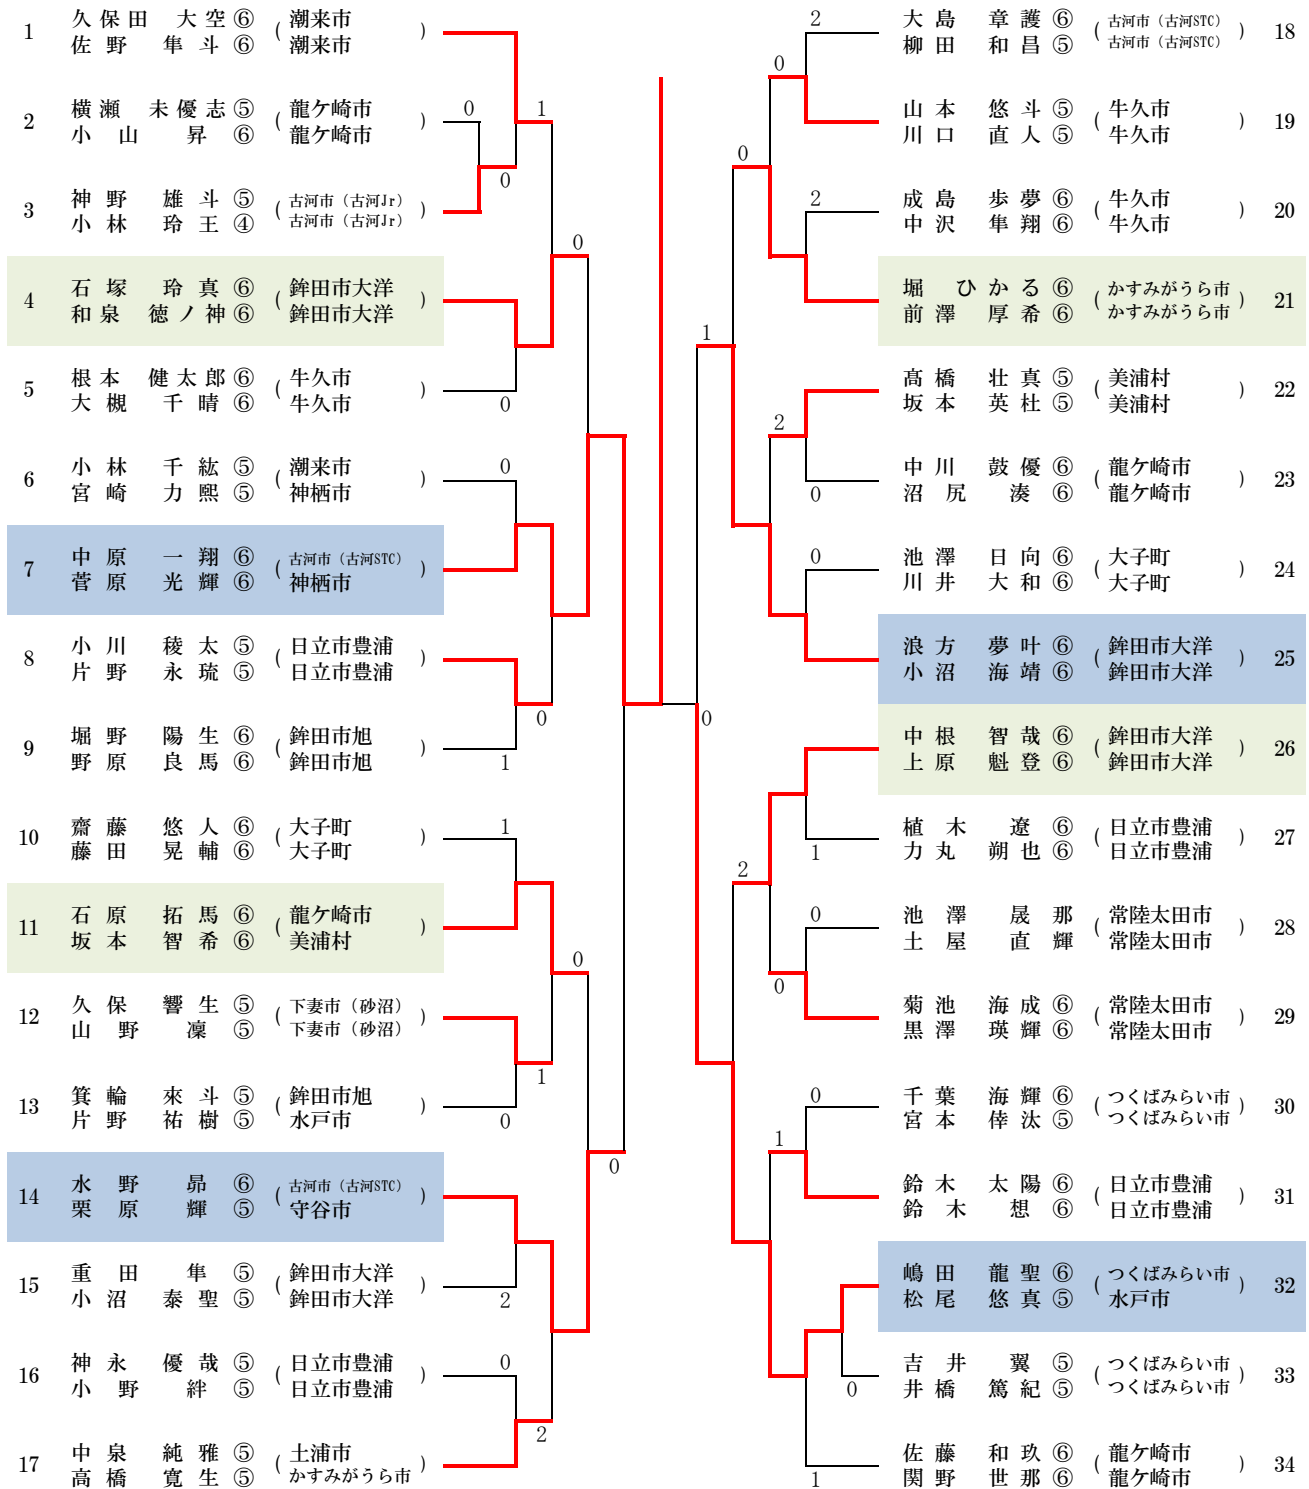 1 久保田 大空 ⑥ ( 潮来市 )
佐野 隼斗 ⑥ 潮来市
2 横瀬 未優志 ⑤ ( 龍ケ崎市 )
小山 昇 ⑥ 龍ケ崎市
3 神野 雄斗 ⑤ ( 古河市（古河Jr） )
小林 玲王 ④ 古河市（古河Jr）
4 石塚 玲真 ⑥ ( 鉾田市大洋 )
和泉 徳ノ神 ⑥ 鉾田市大洋
5 根本 健太郎 ⑥ ( 牛久市 )
大槻 千晴 ⑥ 牛久市
6 小林 千紘 ⑤ ( 潮来市 )
宮崎 力熙 ⑤ 神栖市
7 中原 一翔 ⑥ ( 古河市（古河STC） )
菅原 光輝 ⑥ 神栖市
8 小川 稜太 ⑤ ( 日立市豊浦 )
片野 永琉 ⑤ 日立市豊浦
9 堀野 陽生 ⑥ ( 鉾田市旭 )
野原 良馬 ⑥ 鉾田市旭
10 齋藤 悠人 ⑥ ( 大子町 )
藤田 晃輔 ⑥ 大子町
11 石原 拓馬 ⑥ ( 龍ケ崎市 )
坂本 智希 ⑥ 美浦村
12 久保 響生 ⑤ ( 下妻市（砂沼） )
山野 凜 ⑤ 下妻市（砂沼）
13 箕輪 來斗 ⑤ ( 鉾田市旭 )
片野 祐樹 ⑤ 水戸市
14 水野 昴 ⑥ ( 古河市（古河STC） )
栗原 輝 ⑤ 守谷市
15 重田 隼 ⑤ ( 鉾田市大洋 )
小沼 泰聖 ⑤ 鉾田市大洋
16 神永 優哉 ⑤ ( 日立市豊浦 )
小野 絆 ⑤ 日立市豊浦
17 中泉 純雅 ⑤ ( 土浦市 )
高橋 寛生 ⑤ かすみがうら市
0
1
0
0
0
0
0
1
1
0
1
0
0
2
0
2
2
0
2
0
1
0
2
0
0
0
1
2
0
0
0
1
0
1
大島 章護 ⑥ ( 古河市（古河STC） ) 18
柳田 和昌 ⑤ 古河市（古河STC）
山本 悠斗 ⑤ ( 牛久市 ) 19
川口 直人 ⑤ 牛久市
成島 歩夢 ⑥ ( 牛久市 ) 20
中沢 隼翔 ⑥ 牛久市
堀 ひかる ⑥ ( かすみがうら市 ) 21
前澤 厚希 ⑥ かすみがうら市
髙橋 壮真 ⑤ ( 美浦村 ) 22
坂本 英杜 ⑤ 美浦村
中川 鼓優 ⑥ ( 龍ケ崎市 ) 23
沼尻 湊 ⑥ 龍ケ崎市
池澤 日向 ⑥ ( 大子町 ) 24
川井 大和 ⑥ 大子町
浪方 夢叶 ⑥ ( 鉾田市大洋 ) 25
小沼 海靖 ⑥ 鉾田市大洋
中根 智哉 ⑥ ( 鉾田市大洋 ) 26
上原 魁登 ⑥ 鉾田市大洋
植木 遼 ⑥ ( 日立市豊浦 ) 27
力丸 朔也 ⑥ 日立市豊浦
池澤 晟那 ( 常陸太田市 ) 28
土屋 直輝 常陸太田市
菊池 海成 ⑥ ( 常陸太田市 ) 29
黒澤 瑛輝 ⑥ 常陸太田市
千葉 海輝 ⑥ ( つくばみらい市 ) 30
宮本 倖汰 ⑤ つくばみらい市
鈴木 太陽 ⑥ ( 日立市豊浦 ) 31
鈴木 想 ⑥ 日立市豊浦
嶋田 龍聖 ⑥ ( つくばみらい市 ) 32
松尾 悠真 ⑤ 水戸市
吉井 翼 ⑤ ( つくばみらい市 ) 33
井橋 篤紀 ⑤ つくばみらい市
佐藤 和玖 ⑥ ( 龍ケ崎市 ) 34
関野 世那 ⑥ 龍ケ崎市